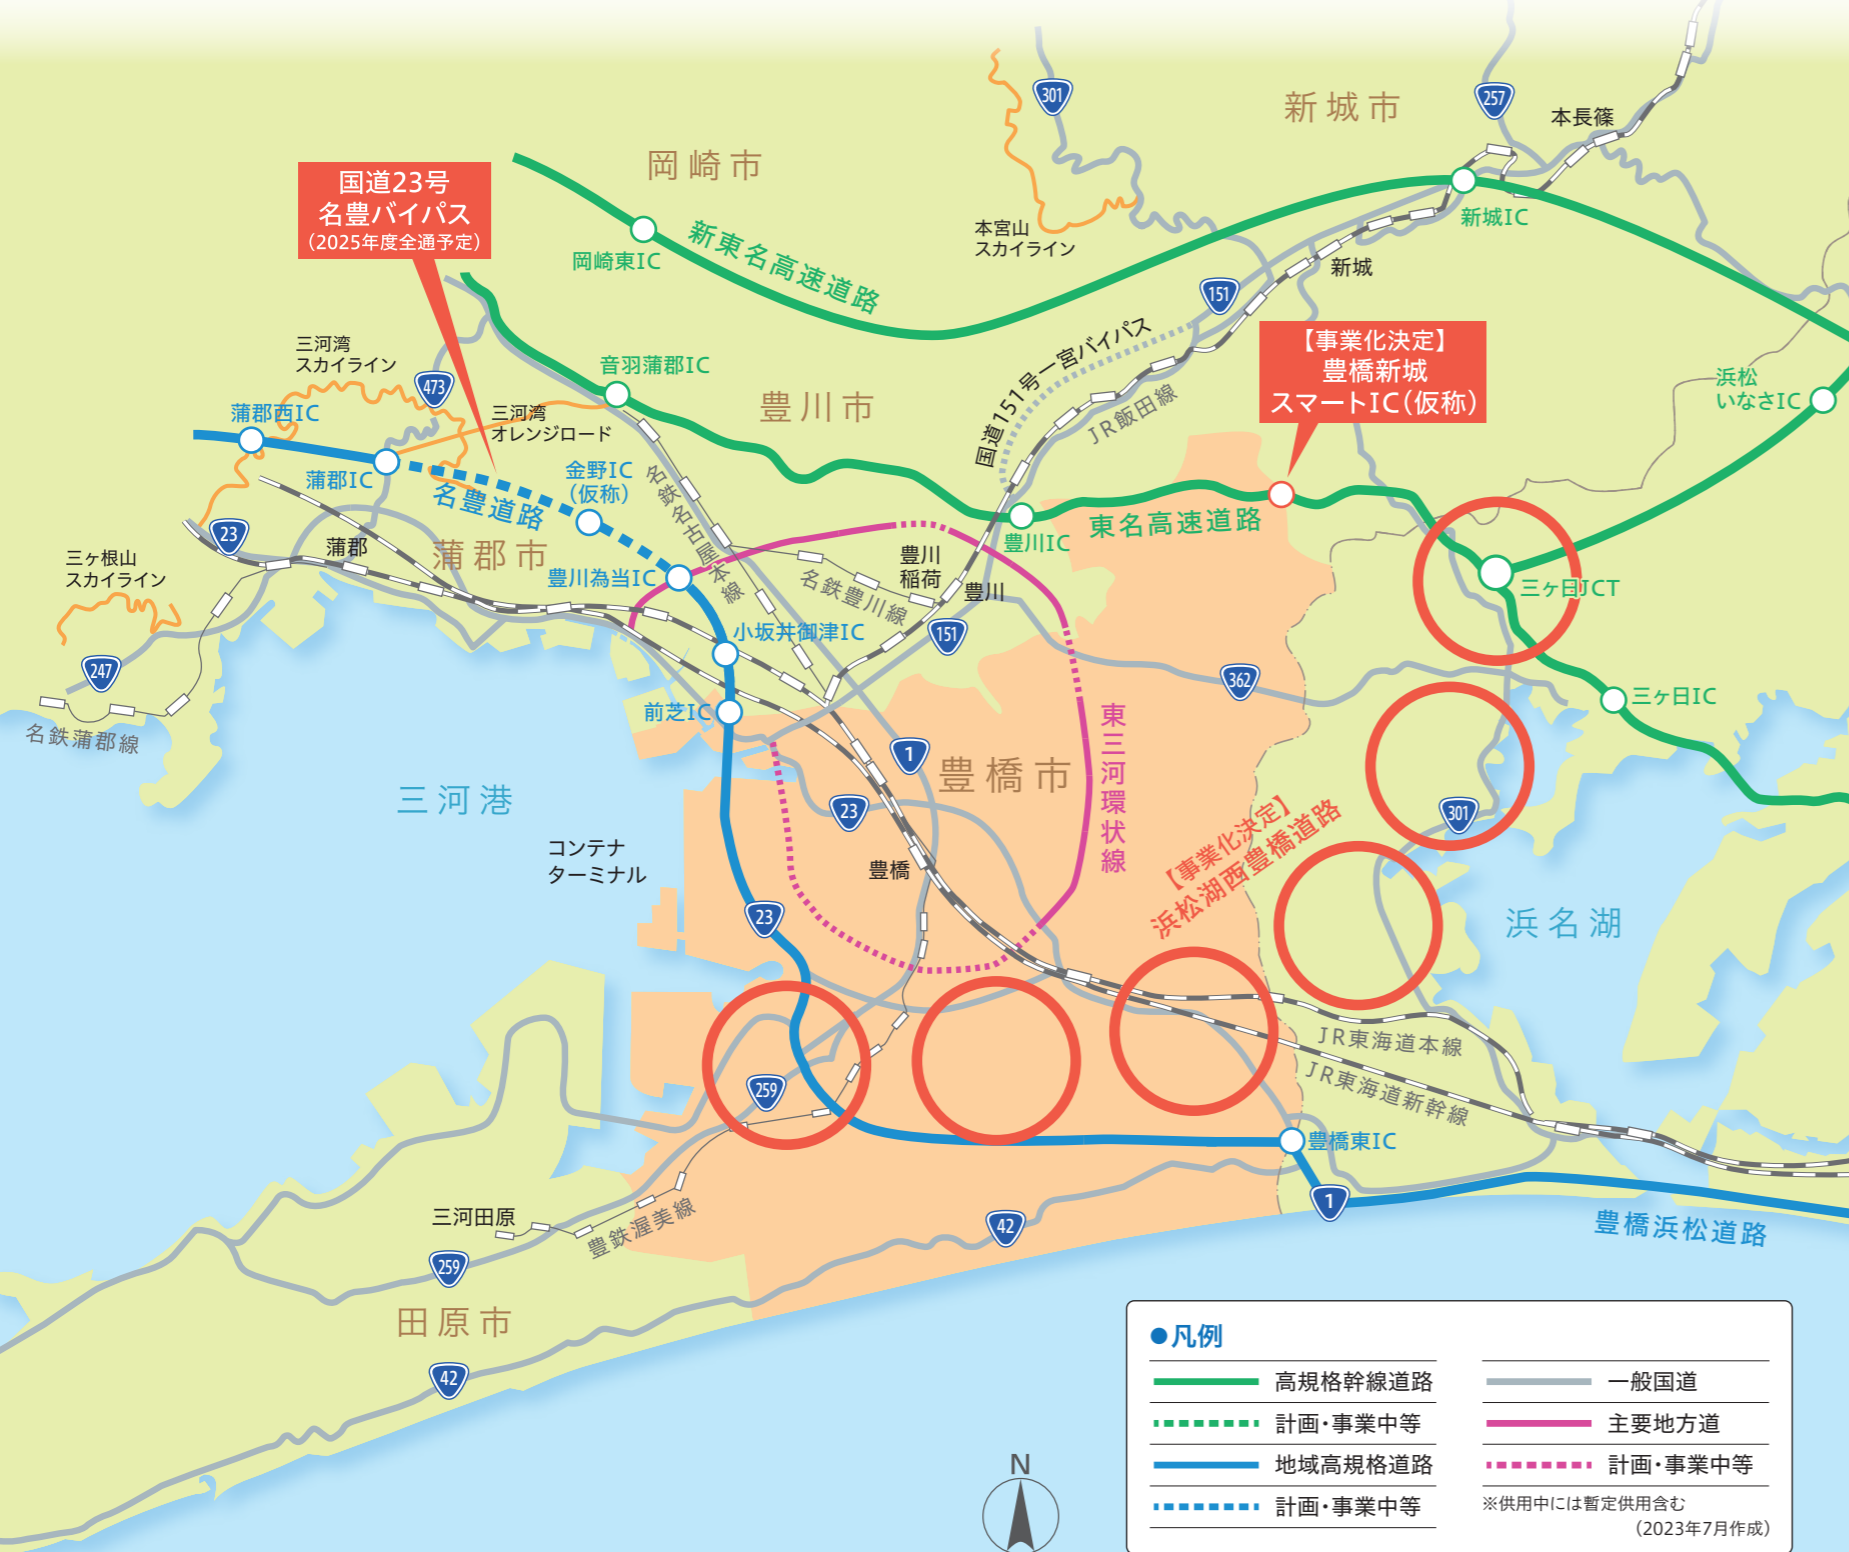 301
257
新城市
本長篠
岡崎市
国道23号
名豊バイパス
（2025年度全通予定）
新城IC
本宮山
スカイライン
岡崎東IC
新東名高速道路
新城
151
国道151号一宮バイパス
三河湾
スカイライン
音羽蒲郡IC
【事業化決定】
豊橋新城
スマートIC（仮称）
473
豊川市
JR飯田線
浜松
いなさIC
蒲郡西IC
三河湾
オレンジロード
蒲郡IC
金野IC
（仮称）
名鉄名古屋本線
名豊道路
東名高速道路
23
蒲郡
蒲郡市
豊川IC
三ヶ根山
スカイライン
豊川為当IC
豊川
稲荷
名鉄豊川線
豊川
三ヶ日JCT
小坂井御津IC
151
247
362
三ヶ日IC
前芝IC
名鉄蒲郡線
東三河環状線
1
豊橋市
三河港
23
301
【事業化決定】
浜松湖西豊橋道路
コンテナ
ターミナル
豊橋
23
浜名湖
JR東海道本線
JR東海道新幹線
259
豊橋東IC
1
三河田原
豊鉄渥美線
42
豊橋浜松道路
259
田原市
42
N
●凡例
高規格幹線道路
計画・事業中等
地域高規格道路
計画・事業中等
一般国道
主要地方道
計画・事業中等
※供用中には暫定供用含む
（2023年7月作成）